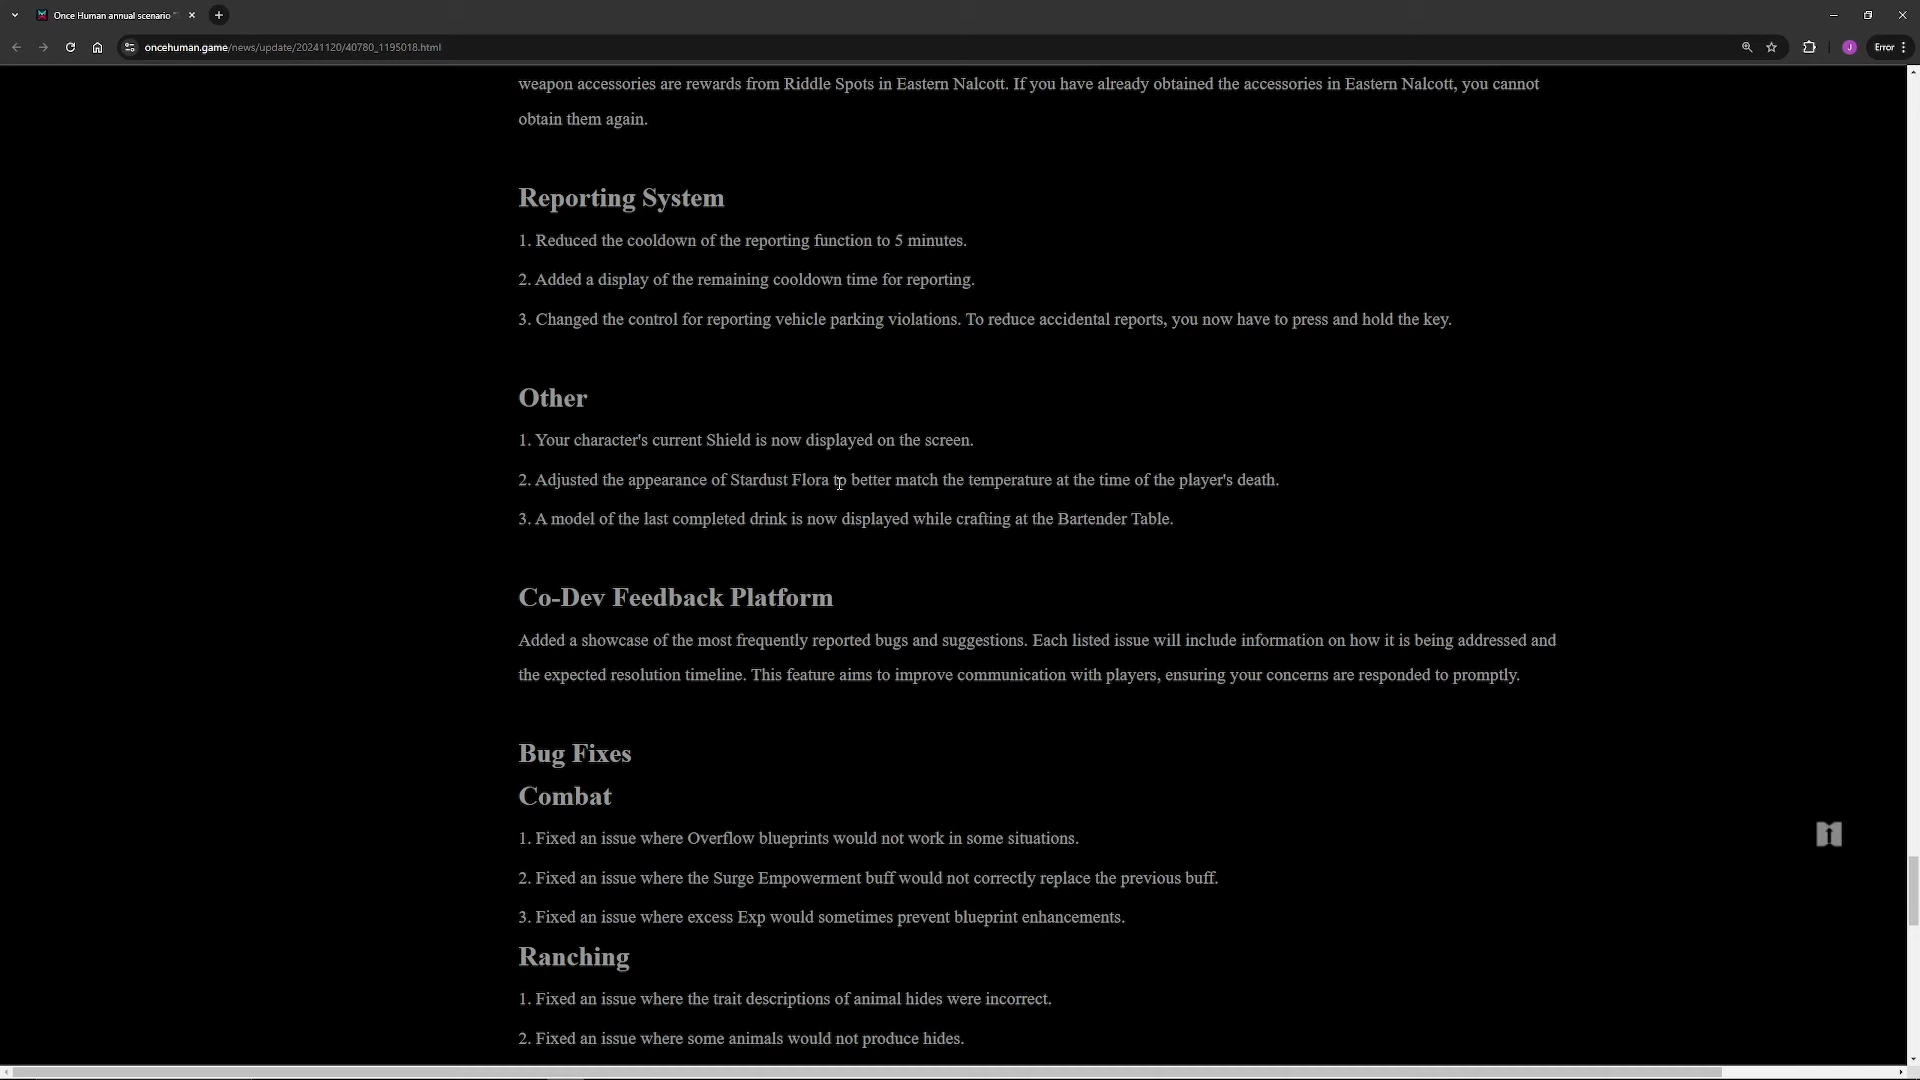 Once Human annual scenario
oncehuman.game/news/update/20241120/40780_1195018.html
J
Error
weapon accessories are rewards from Riddle Spots in Eastern Nalcott. If you have already obtained the accessories in Eastern Nalcott, you cannot
obtain them again.
Reporting System
1. Reduced the cooldown of the reporting function to 5 minutes.
2. Added a display of the remaining cooldown time for reporting.
3. Changed the control for reporting vehicle parking violations. To reduce accidental reports, you now have to press and hold the key.
Other
1. Your character's current Shield is now displayed on the screen.
2. Adjusted the appearance of Stardust Flora to better match the temperature at the time of the player's death.
3. A model of the last completed drink is now displayed while crafting at the Bartender Table.
Co-Dev Feedback Platform
Added a showcase of the most frequently reported bugs and suggestions. Each listed issue will include information on how it is being addressed and
the expected resolution timeline. This feature aims to improve communication with players, ensuring your concerns are responded to promptly.
Bug Fixes
Combat
1. Fixed an issue where Overflow blueprints would not work in some situations.
2. Fixed an issue where the Surge Empowerment buff would not correctly replace the previous buff.
3. Fixed an issue where excess Exp would sometimes prevent blueprint enhancements.
Ranching
1. Fixed an issue where the trait descriptions of animal hides were incorrect.
2. Fixed an issue where some animals would not produce hides.